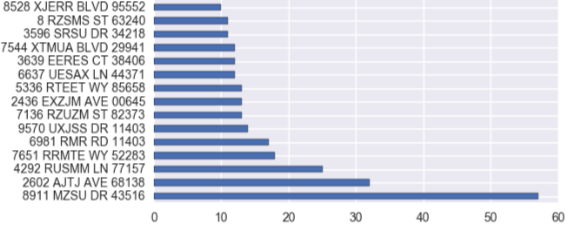 8528 XJERR BLVD 95552
8 RZSMS ST 63240
3596 SRSU DR 34218
7544 XTMUA BLVD 29941
3639 EERES CT 38406
6637 UESAX LN 44371
5336 RTEET WY 85658
2436 EXZJM AVE 00645
7136 RZUZM ST 82373
9570 UXJSS DR 11403
6981 RMR RD 11403
7651 RRMTE WY 52283
4292 RUSMM LN 77157
2602 AJTJ AVE 68138
8911 MZSU DR 43516
0 10 20 30 40 50 60